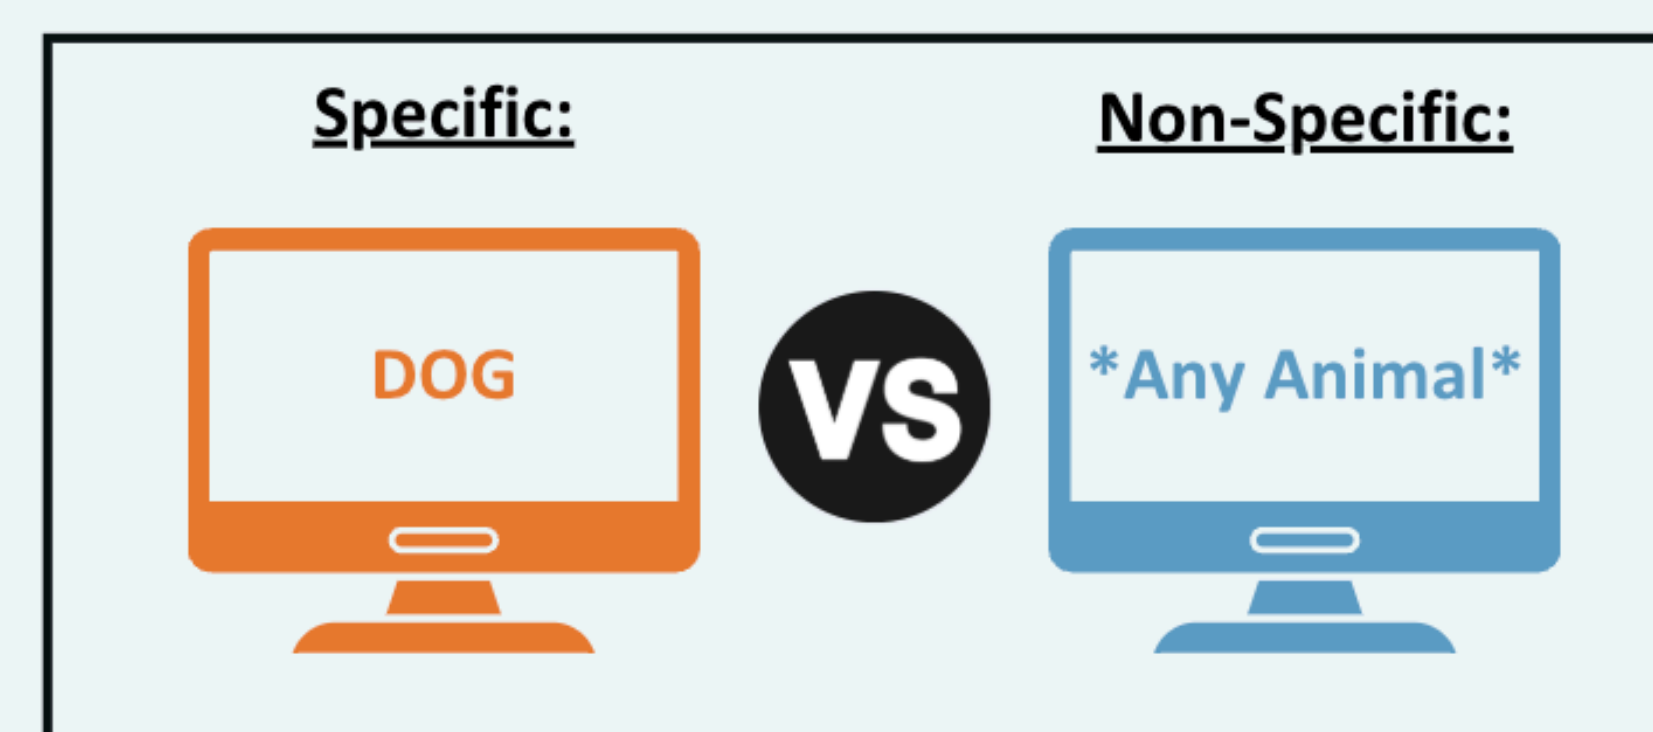 Specific:
Non-Specific:
DOG
VS
*Any Animal*